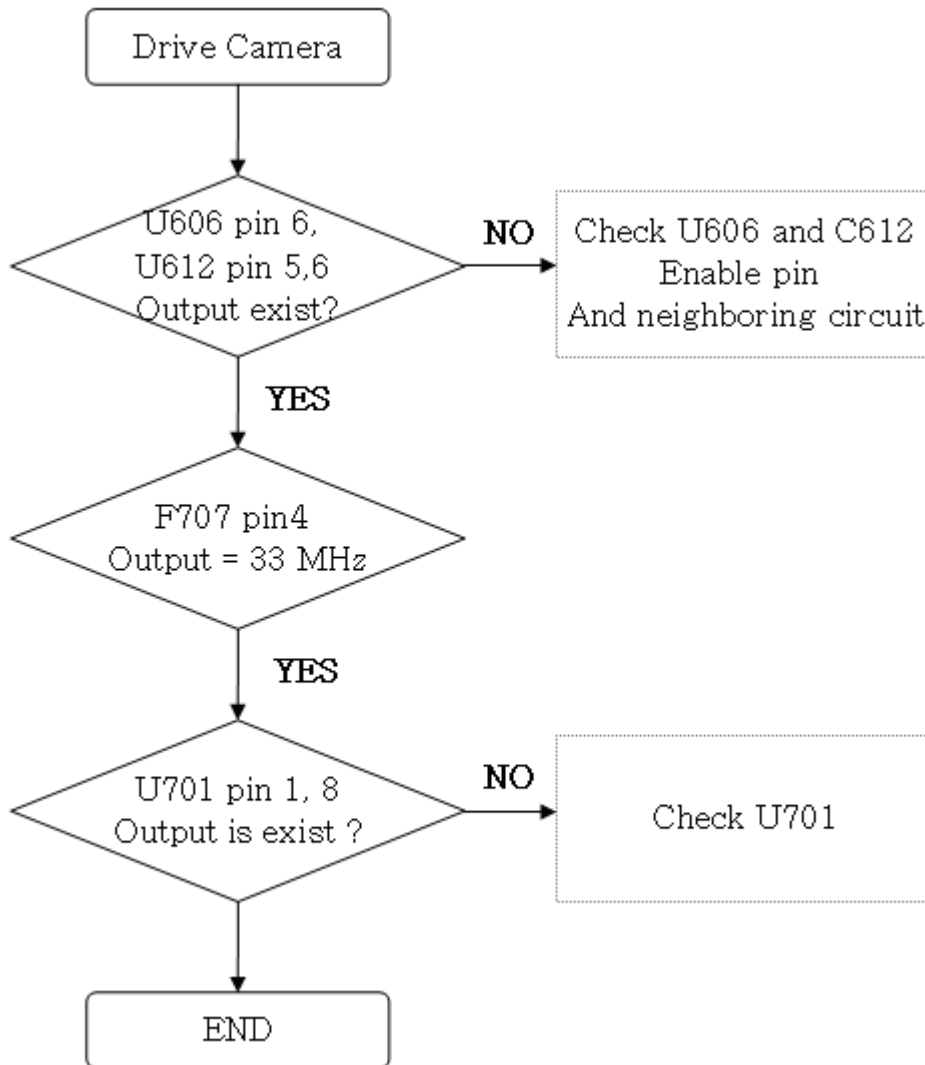 Drive Camera
U606 pin 6,
U612 pin 5,6
Output exist?
NO
Check U606 and C612
Enable pin
And neighboring circuit
YES
F707 pin4
Output = 33 MHz
YES
U701 pin 1, 8
Output is exist ?
NO
Check U701
END